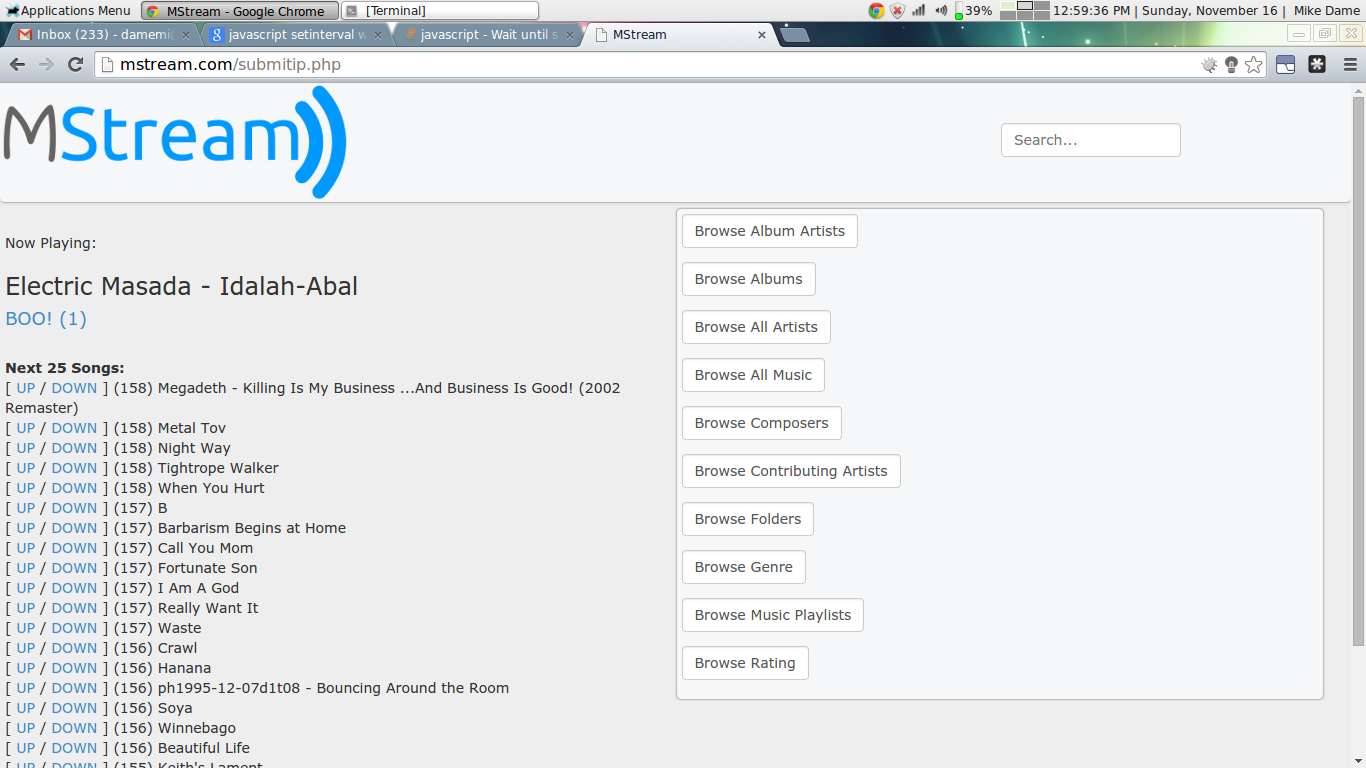 Applications Menu MStream - Google Chrome [Terminal] 39% 12:59:36 PM | Sunday, November 16 | Mike Dame
Inbox (233) - damemi javascript setinterval w javascript - Wait until s MStream
mstream.com/submitip.php
MStream
Search...
Now Playing:
Electric Masada - Idalah-Abal
BOO! (1)
Next 25 Songs:
[ UP / DOWN ] (158) Megadeth - Killing Is My Business ...And Business Is Good! (2002
Remaster)
[ UP / DOWN ] (158) Metal Tov
[ UP / DOWN ] (158) Night Way
[ UP / DOWN ] (158) Tightrope Walker
[ UP / DOWN ] (158) When You Hurt
[ UP / DOWN ] (157) B
[ UP / DOWN ] (157) Barbarism Begins at Home
[ UP / DOWN ] (157) Call You Mom
[ UP / DOWN ] (157) Fortunate Son
[ UP / DOWN ] (157) I Am A God
[ UP / DOWN ] (157) Really Want It
[ UP / DOWN ] (157) Waste
[ UP / DOWN ] (156) Crawl
[ UP / DOWN ] (156) Hanana
[ UP / DOWN ] (156) ph1995-12-07d1t08 - Bouncing Around the Room
[ UP / DOWN ] (156) Soya
[ UP / DOWN ] (156) Winnebago
[ UP / DOWN ] (156) Beautiful Life
[ UP / DOWN ] (155) Keith's Lament
Browse Album Artists
Browse Albums
Browse All Artists
Browse All Music
Browse Composers
Browse Contributing Artists
Browse Folders
Browse Genre
Browse Music Playlists
Browse Rating